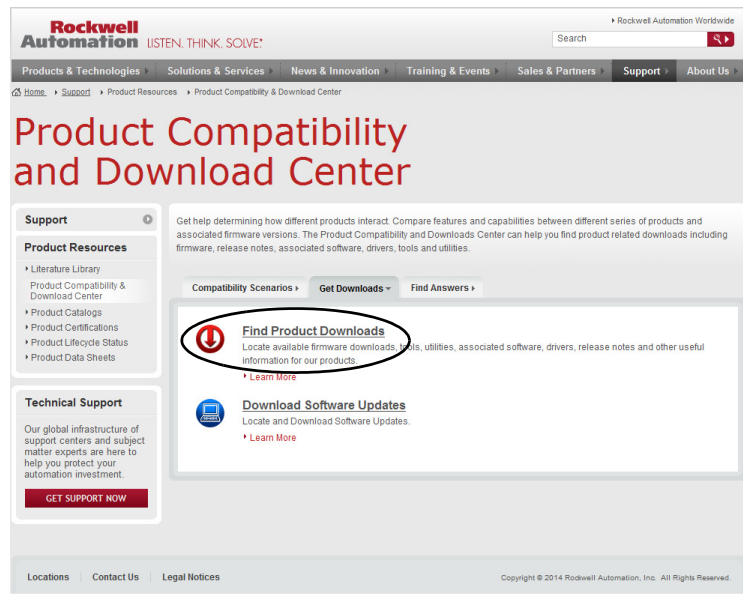 Rockwell
Automation LISTEN. THINK. SOLVE.®
Rockwell Automation Worldwide
Search
Products & Technologies Solutions & Services News & Innovation Training & Events Sales & Partners Support About Us
Home Support Product Resources Product Compatibility & Download Center
Product Compatibility
and Download Center
Support
Product Resources
Literature Library
Product Compatibility &
Download Center
Product Catalogs
Product Certifications
Product Lifecycle Status
Product Data Sheets
Technical Support
Our global infrastructure of
support centers and subject
matter experts are here to
help you protect your
automation investment.
GET SUPPORT NOW
Get help determining how different products interact. Compare features and capabilities between different series of products and
associated firmware versions. The Product Compatibility and Downloads Center can help you find product related downloads including
firmware, release notes, associated software, drivers, tools and utilities.
Compatibility Scenarios Get Downloads Find Answers
Find Product Downloads
Locate available firmware downloads, tools, utilities, associated software, drivers, release notes and other useful
information for our products.
Learn More
Download Software Updates
Locate and Download Software Updates.
Learn More
Locations Contact Us Legal Notices
Copyright © 2014 Rockwell Automation, Inc. All Rights Reserved.